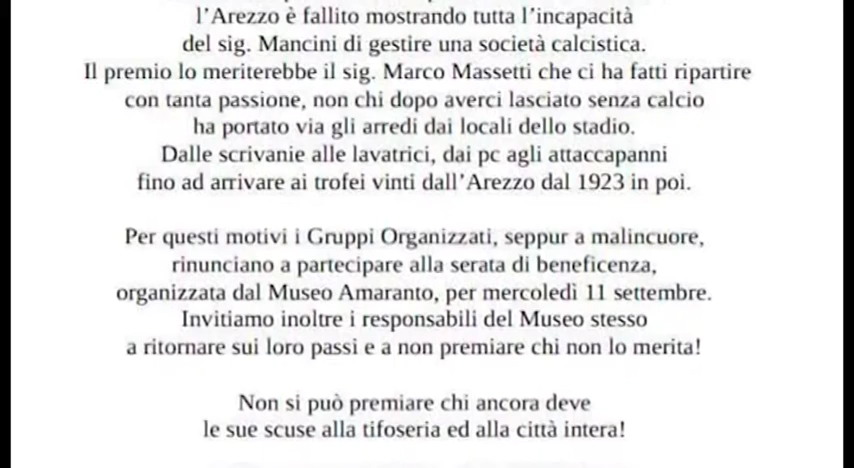 l'Arezzo è fallito mostrando tutta l'incapacità
del sig. Mancini di gestire una società calcistica.
Il premio lo meriterebbe il sig. Marco Massetti che ci ha fatti ripartire
con tanta passione, non chi dopo averci lasciato senza calcio
ha portato via gli arredi dai locali dello stadio.
Dalle scrivanie alle lavatrici, dai pc agli attaccapanni
fino ad arrivare ai trofei vinti dall'Arezzo dal 1923 in poi.
Per questi motivi i Gruppi Organizzati, seppur a malincuore,
rinunciano a partecipare alla serata di beneficenza,
organizzata dal Museo Amaranto, per mercoledì 11 settembre.
Invitiamo inoltre i responsabili del Museo stesso
a ritornare sui loro passi e a non premiare chi non lo merita!
Non si può premiare chi ancora deve
le sue scuse alla tifoseria ed alla città intera!